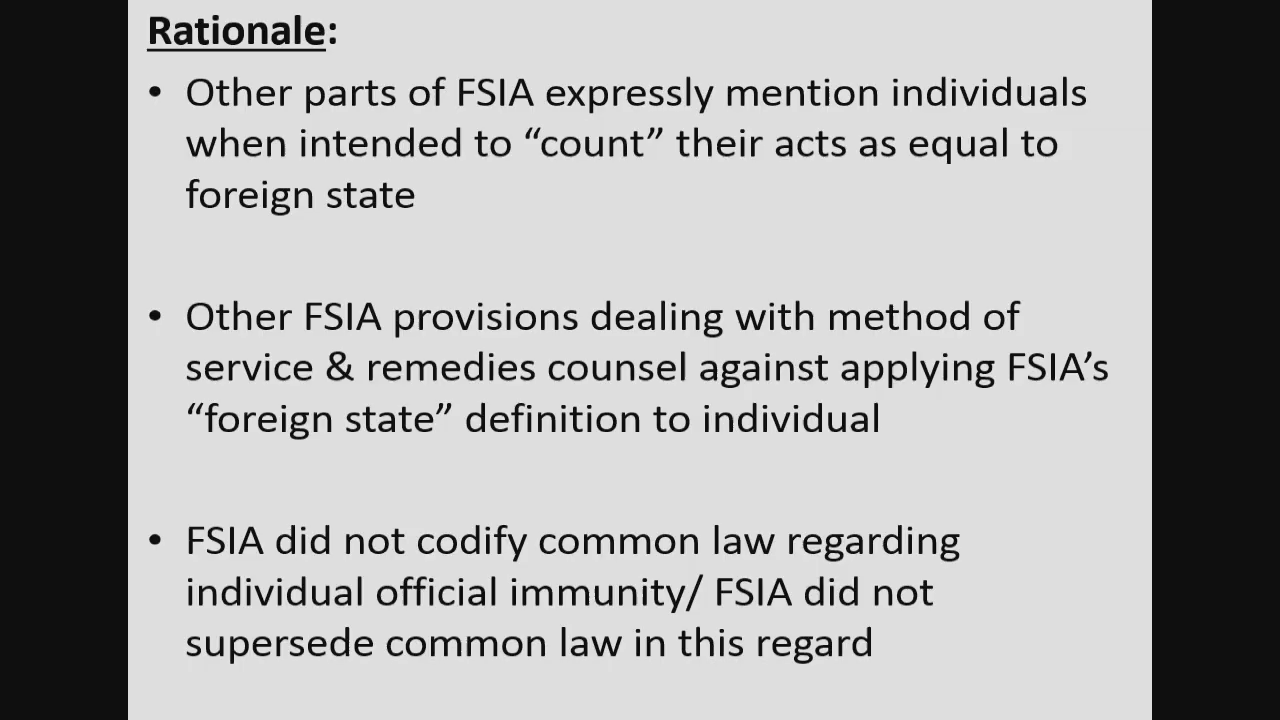 Rationale:
• Other parts of FSIA expressly mention individuals
when intended to “count” their acts as equal to
foreign state
• Other FSIA provisions dealing with method of
service & remedies counsel against applying FSIA’s
“foreign state” definition to individual
• FSIA did not codify common law regarding
individual official immunity/ FSIA did not
supersede common law in this regard